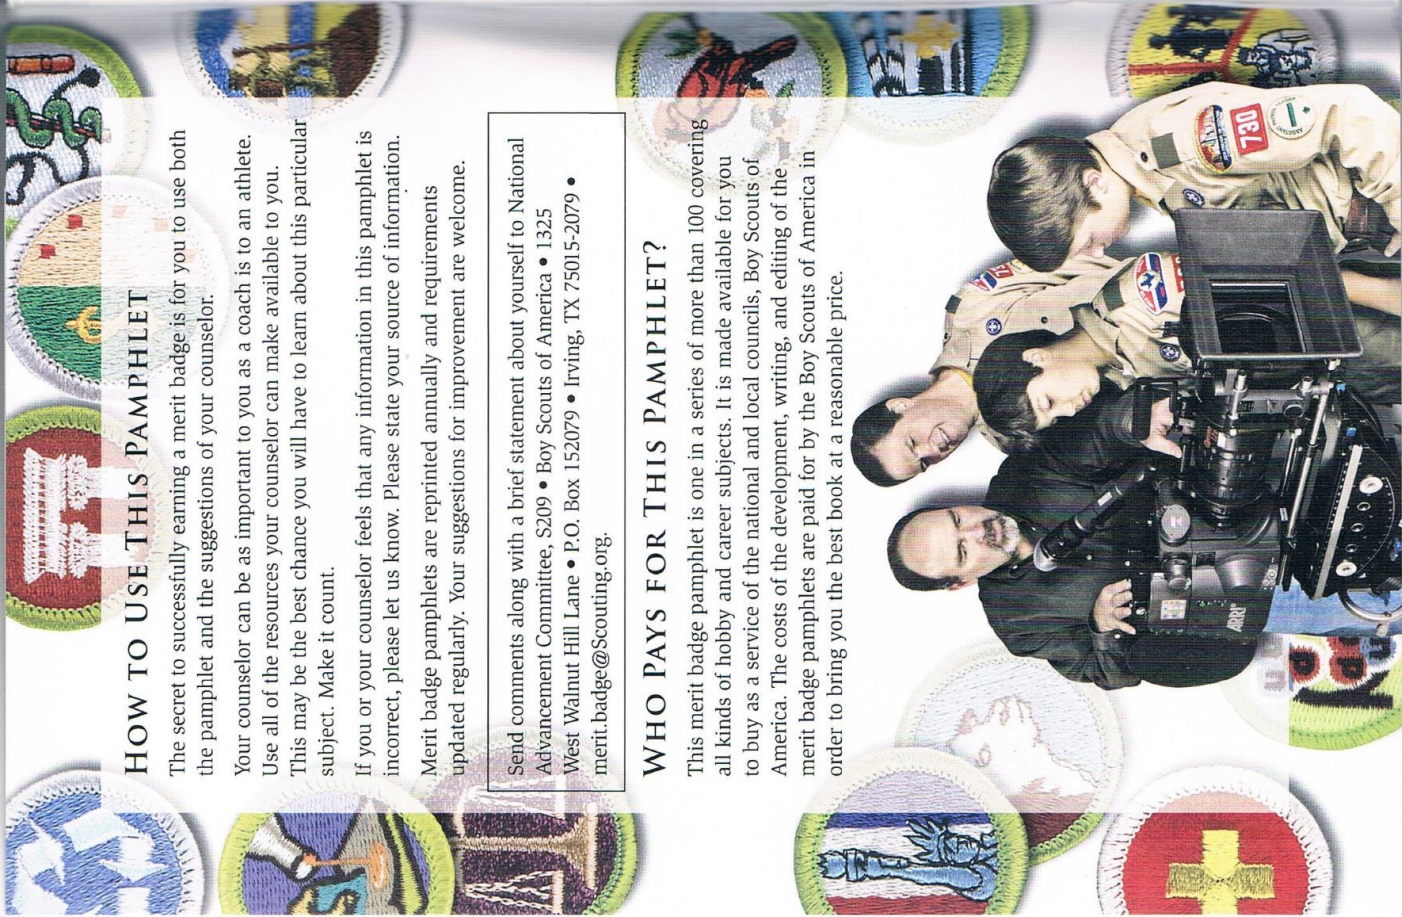 HOW TO USE THIS PAMPHLET
The secret to successfully earning a merit badge is for you to use both
the pamphlet and the suggestions of your counselor.
Your counselor can be as important to you as a coach is to an athlete.
Use all of the resources your counselor can make available to you.
This may be the best chance you will have to learn about this particular
subject. Make it count.
If you or your counselor feels that any information in this pamphlet is
incorrect, please let us know. Please state your source of information.
Merit badge pamphlets are reprinted annually and requirements
updated regularly. Your suggestions for improvement are welcome.
Send comments along with a brief statement about yourself to National
Advancement Committee, S209 • Boy Scouts of America • 1325
West Walnut Hill Lane • P.O. Box 152079 • Irving, TX 75015-2079 •
merit.badge@Scouting.org.
WHO PAYS FOR THIS PAMPHLET?
This merit badge pamphlet is one in a series of more than 100 covering
all kinds of hobby and career subjects. It is made available for you
to buy as a service of the national and local councils, Boy Scouts of
America. The costs of the development, writing, and editing of the
merit badge pamphlets are paid for by the Boy Scouts of America in
order to bring you the best book at a reasonable price.
730
ARRI